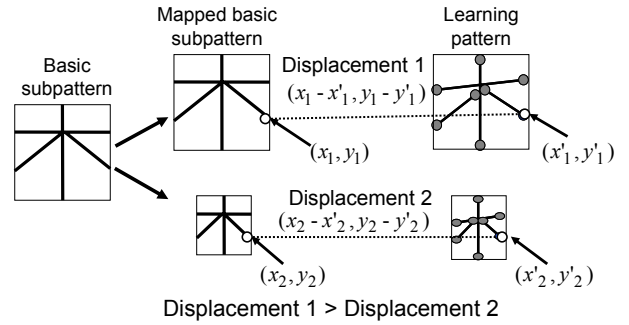 Mapped basic
subpattern
Learning
pattern
Basic
subpattern
Displacement 1
(x₁ - x'₁, y₁ - y'₁)
(x₁, y₁)
(x'₁, y'₁)
Displacement 2
(x₂ - x'₂, y₂ - y'₂)
(x₂, y₂)
(x'₂, y'₂)
Displacement 1 > Displacement 2